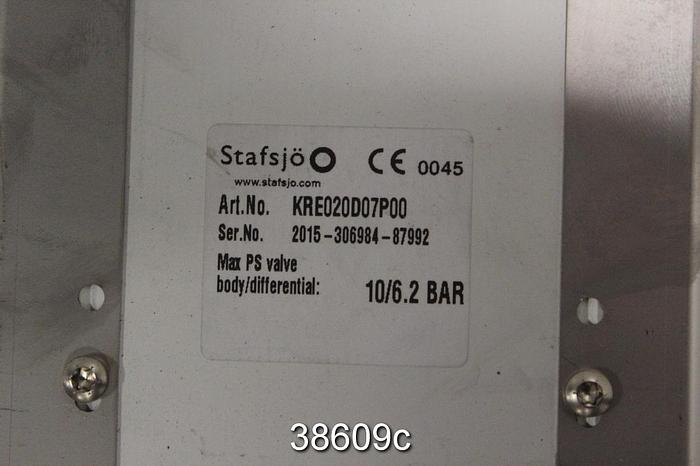 Stafsjö CE 0045
www.stafsjo.com
Art.No. KRE020D07P00
Ser.No. 2015-306984-87992
Max PS valve
body/differential: 10/6.2 BAR
38609c